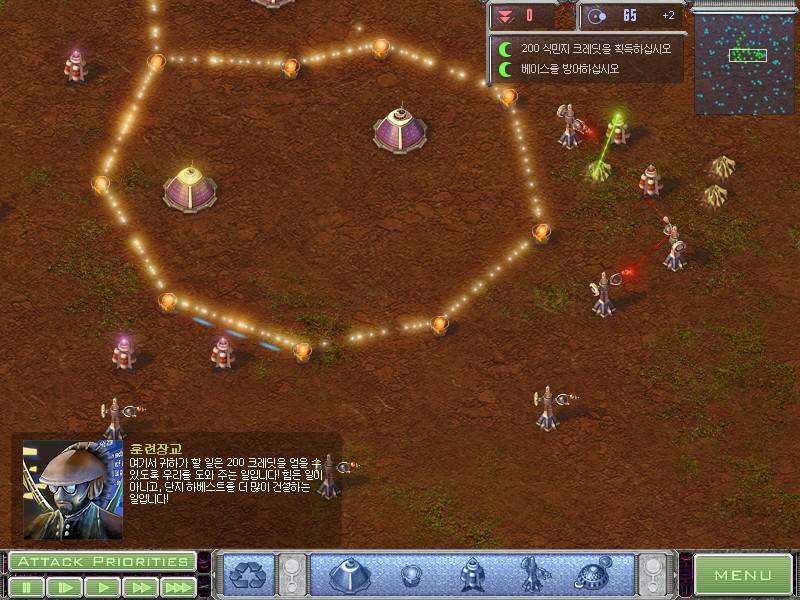 0
65
+2
200 식민지 크레딧을 획득하십시오
베이스를 방어하십시오
훈련장교
여기서 귀하가 할 일은 200 크레딧을 얻을 수
있도록 우리를 도와 주는 일입니다! 힘든 일이
아니고, 단지 하베스트를 더 많이 건설하는
일입니다!
ATTACK PRIORITIES
MENU